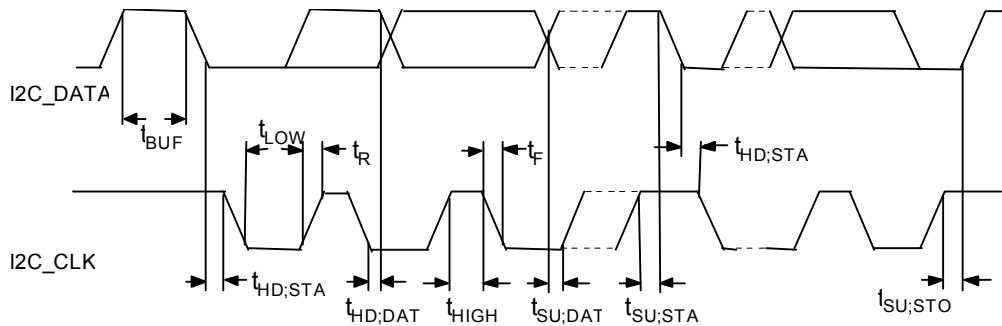 I2C_DATA
tBUF
tLOW
tR
tF
tHD;STA
I2C_CLK
tHD;STA
tHD;DAT
tHIGH
tSU;DAT
tSU;STA
tSU;STO